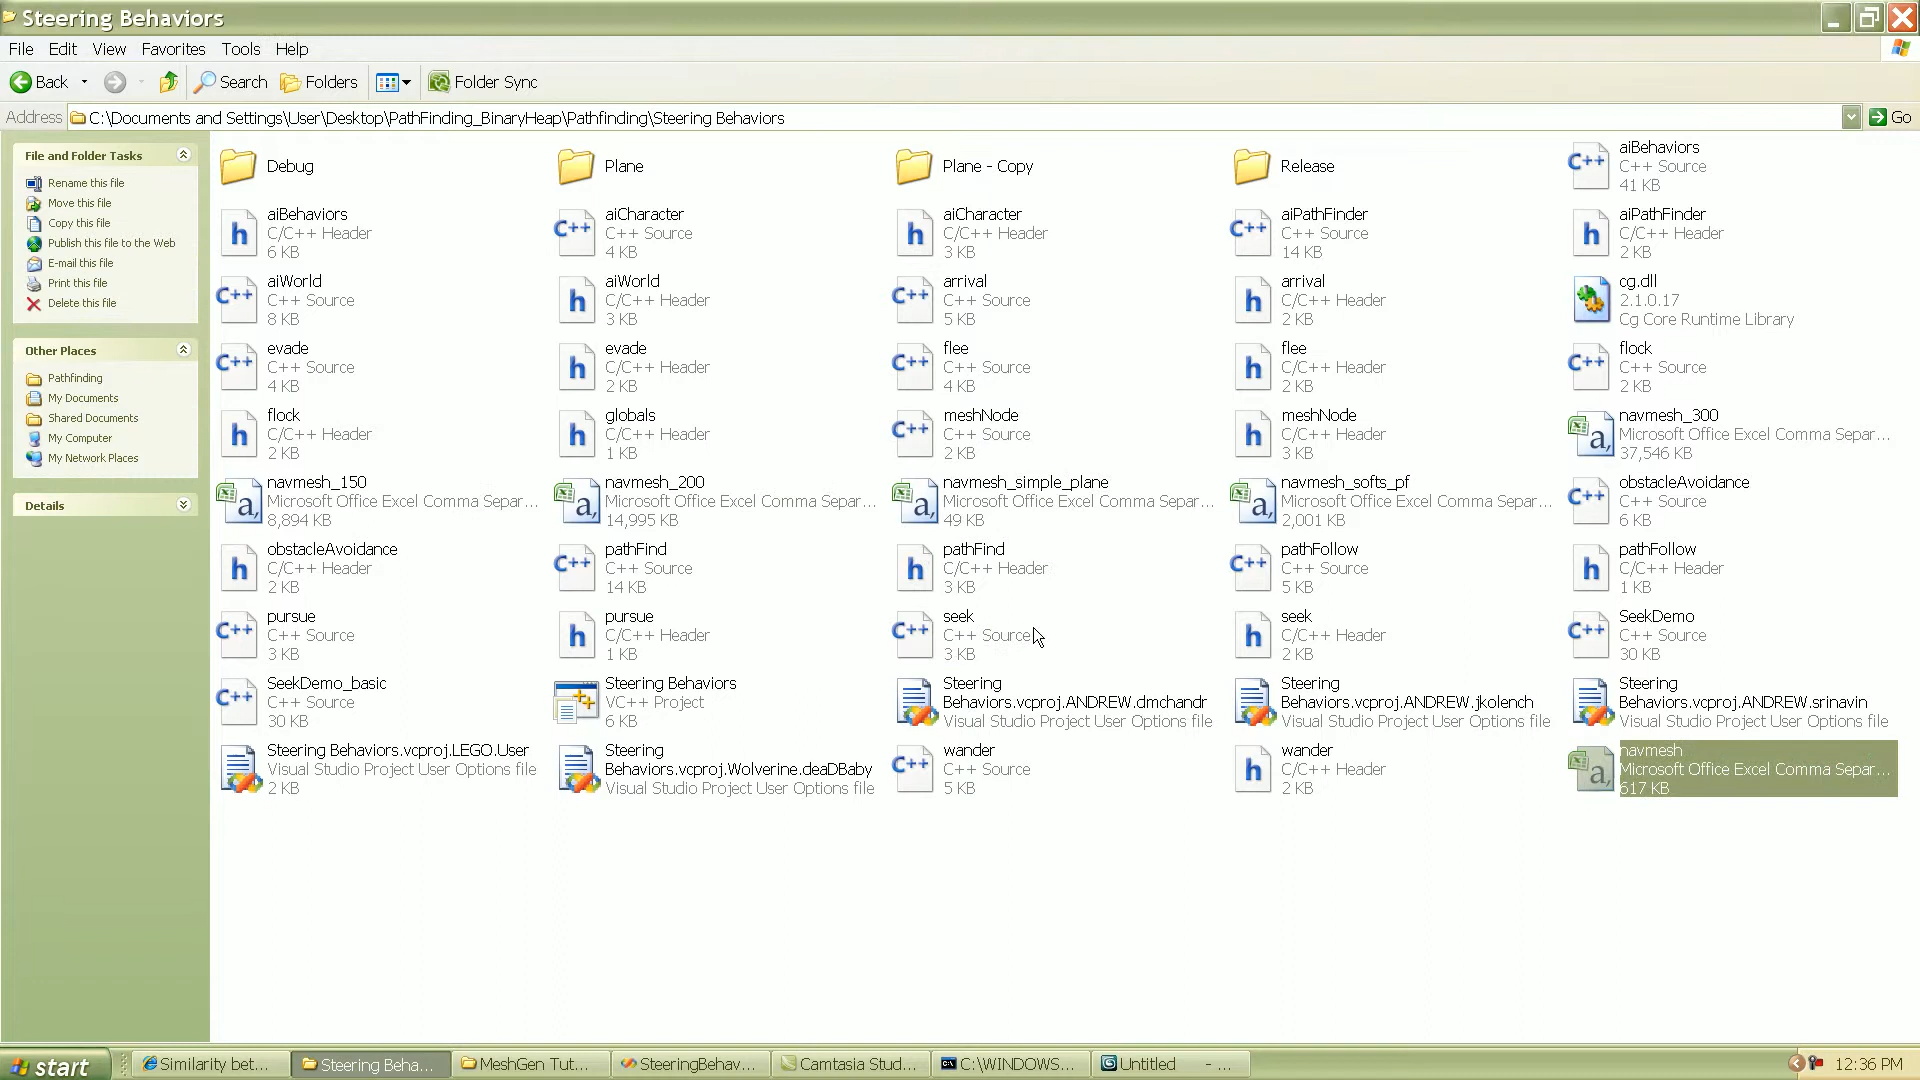 Steering Behaviors
File Edit View Favorites Tools Help
Back Search Folders Folder Sync
Address C:\Documents and Settings\User\Desktop\PathFinding_BinaryHeap\Pathfinding\Steering Behaviors Go
File and Folder Tasks
Rename this file
Move this file
Copy this file
Publish this file to the Web
E-mail this file
Print this file
Delete this file
Other Places
Pathfinding
My Documents
Shared Documents
My Computer
My Network Places
Details
Debug
Plane
Plane - Copy
Release
aiBehaviors
C++ Source
41 KB
aiBehaviors
C/C++ Header
6 KB
aiCharacter
C++ Source
4 KB
aiCharacter
C/C++ Header
3 KB
aiPathFinder
C++ Source
14 KB
aiPathFinder
C/C++ Header
2 KB
aiWorld
C++ Source
8 KB
aiWorld
C/C++ Header
3 KB
arrival
C++ Source
5 KB
arrival
C/C++ Header
2 KB
cg.dll
2.1.0.17
Cg Core Runtime Library
evade
C++ Source
4 KB
evade
C/C++ Header
2 KB
flee
C++ Source
4 KB
flee
C/C++ Header
2 KB
flock
C++ Source
2 KB
flock
C/C++ Header
2 KB
globals
C/C++ Header
1 KB
meshNode
C++ Source
2 KB
meshNode
C/C++ Header
3 KB
navmesh_300
Microsoft Office Excel Comma Separ...
37,546 KB
navmesh_150
Microsoft Office Excel Comma Separ...
8,894 KB
navmesh_200
Microsoft Office Excel Comma Separ...
14,995 KB
navmesh_simple_plane
Microsoft Office Excel Comma Separ...
49 KB
navmesh_softs_pf
Microsoft Office Excel Comma Separ...
2,001 KB
obstacleAvoidance
C++ Source
6 KB
obstacleAvoidance
C/C++ Header
2 KB
pathFind
C++ Source
14 KB
pathFind
C/C++ Header
3 KB
pathFollow
C++ Source
5 KB
pathFollow
C/C++ Header
1 KB
pursue
C++ Source
3 KB
pursue
C/C++ Header
1 KB
seek
C++ Source
3 KB
seek
C/C++ Header
2 KB
SeekDemo
C++ Source
30 KB
SeekDemo_basic
C++ Source
30 KB
Steering Behaviors
VC++ Project
6 KB
Steering
Behaviors.vcproj.ANDREW.dmchandr
Visual Studio Project User Options file
Steering
Behaviors.vcproj.ANDREW.jkolench
Visual Studio Project User Options file
Steering
Behaviors.vcproj.ANDREW.srinavin
Visual Studio Project User Options file
Steering Behaviors.vcproj.LEGO.User
Visual Studio Project User Options file
2 KB
Steering
Behaviors.vcproj.Wolverine.deaDBaby
Visual Studio Project User Options file
wander
C++ Source
5 KB
wander
C/C++ Header
2 KB
navmesh
Microsoft Office Excel Comma Separ...
617 KB
start Similarity bet... Steering Beha... MeshGen Tut... SteeringBehav... Camtasia Stud... C:\WINDOWS... Untitled - ... 12:36 PM